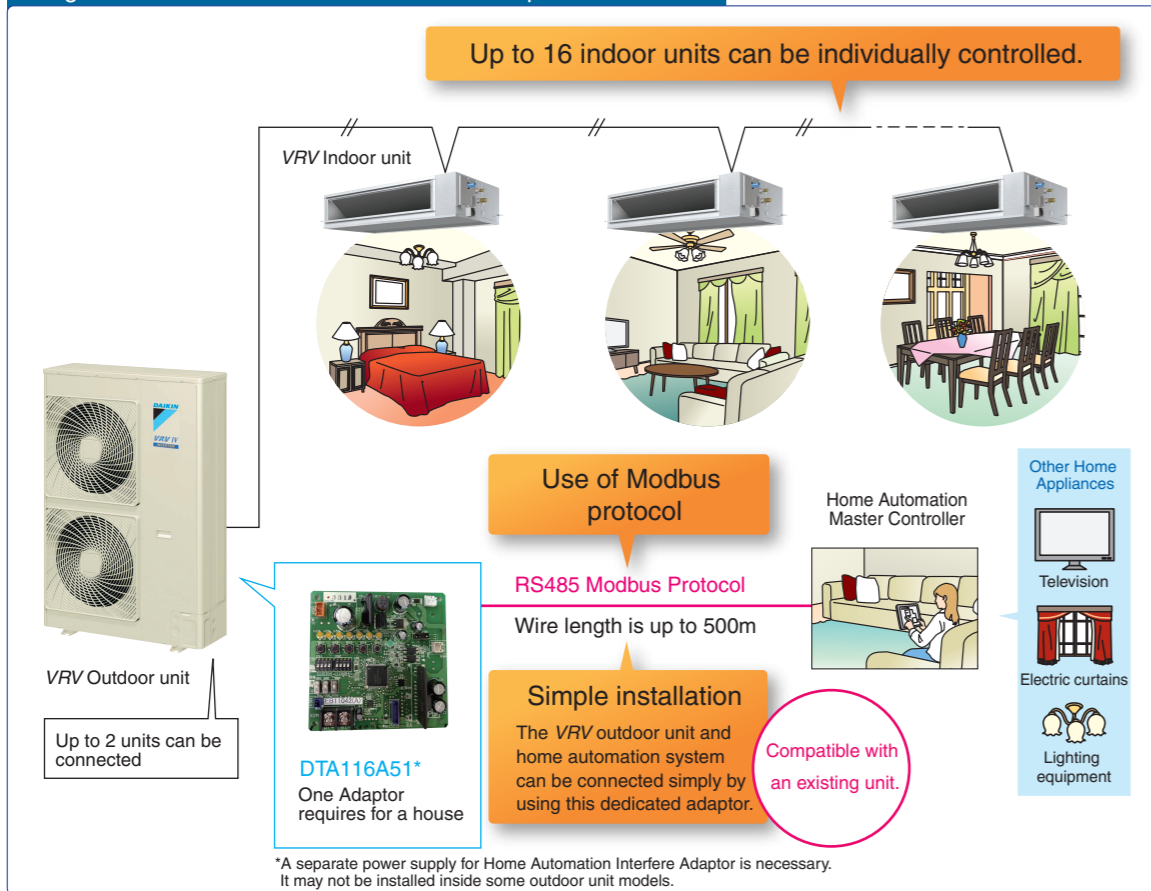 Up to 16 indoor units can be individually controlled.
VRV Indoor unit
DAIKIN
VRV IV
INVERTER
VRV Outdoor unit
Up to 2 units can be
connected
DTA116A51*
One Adaptor
requires for a house
Use of Modbus
protocol
RS485 Modbus Protocol
Wire length is up to 500m
Simple installation
The VRV outdoor unit and
home automation system
can be connected simply by
using this dedicated adaptor.
Compatible with
an existing unit.
Home Automation
Master Controller
Other Home
Appliances
Television
Electric curtains
Lighting
equipment
*A separate power supply for Home Automation Interfere Adaptor is necessary.
It may not be installed inside some outdoor unit models.